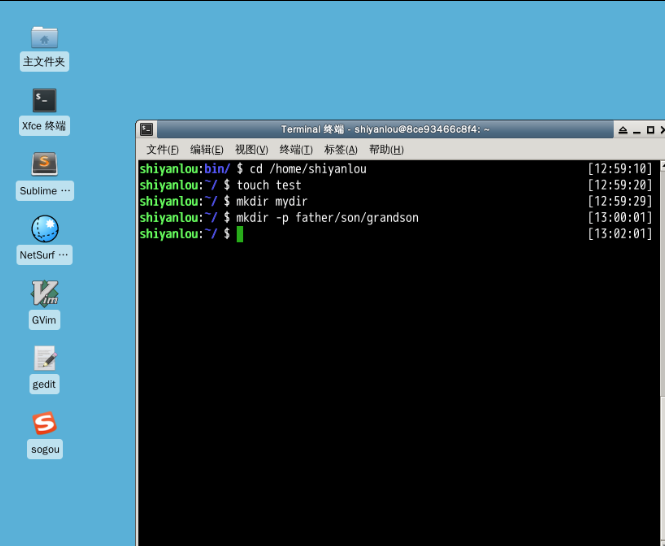 主文件夹
Xfce 终端
Sublime ···
NetSurf ···
GVim
gedit
sogou
Terminal 终端 - shiyanlou@8ce93466c8f4: ~
文件(F) 编辑(E) 视图(V) 终端(T) 标签(A) 帮助(H)
shiyanlou:bin/ $ cd /home/shiyanlou [12:59:10]
shiyanlou:~/ $ touch test [12:59:20]
shiyanlou:~/ $ mkdir mydir [12:59:29]
shiyanlou:~/ $ mkdir -p father/son/grandson [13:00:01]
shiyanlou:~/ $ [13:02:01]